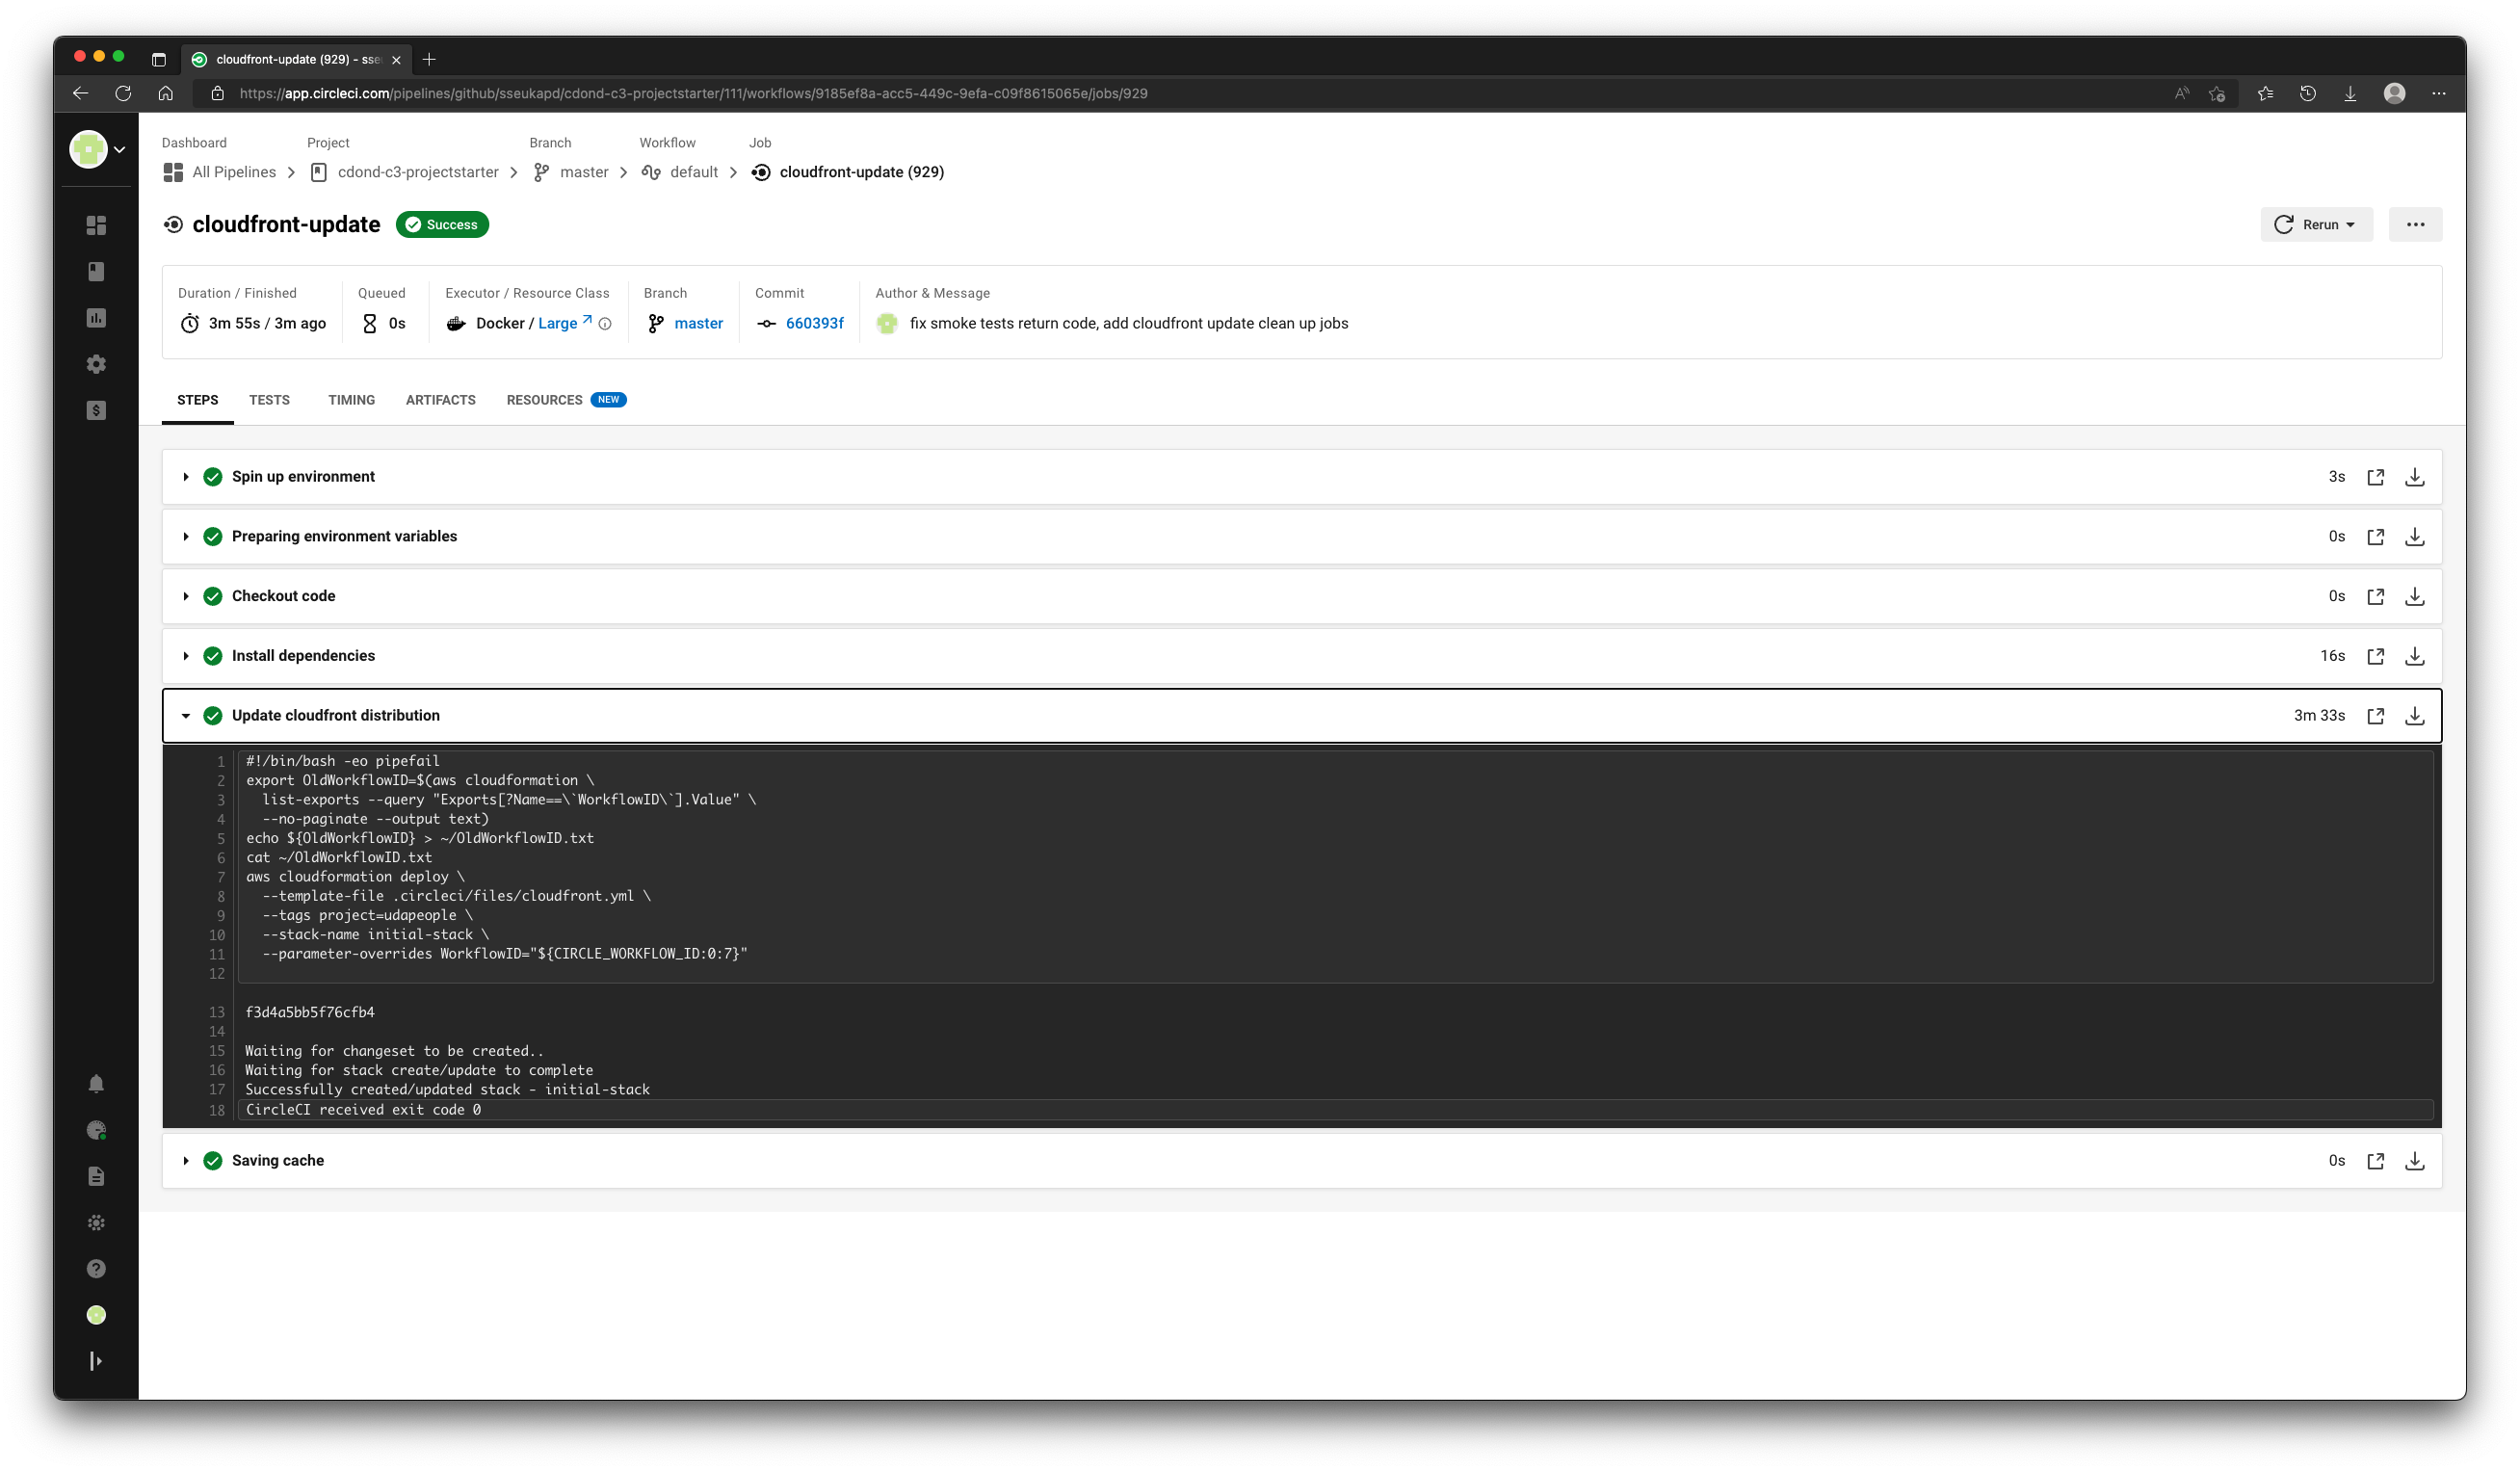 cloudfront-update (929) - sse
https://app.circleci.com/pipelines/github/sseukapd/cdond-c3-projectstarter/111/workflows/9185ef8a-acc5-449c-9efa-c09f8615065e/jobs/929
Dashboard Project Branch Workflow Job
All Pipelines cdond-c3-projectstarter master default cloudfront-update (929)
cloudfront-update Success Rerun
Duration / Finished Queued Executor / Resource Class Branch Commit Author & Message
3m 55s / 3m ago 0s Docker / Large master 660393f fix smoke tests return code, add cloudfront update clean up jobs
STEPS TESTS TIMING ARTIFACTS RESOURCES NEW
Spin up environment 3s
Preparing environment variables 0s
Checkout code 0s
Install dependencies 16s
Update cloudfront distribution 3m 33s
1 #!/bin/bash -eo pipefail
2 export OldWorkflowID=$(aws cloudformation \
3 list-exports --query "Exports[?Name==\`WorkflowID\`].Value" \
4 --no-paginate --output text)
5 echo ${OldWorkflowID} > ~/OldWorkflowID.txt
6 cat ~/OldWorkflowID.txt
7 aws cloudformation deploy \
8 --template-file .circleci/files/cloudfront.yml \
9 --tags project=udapeople \
10 --stack-name initial-stack \
11 --parameter-overrides WorkflowID="${CIRCLE_WORKFLOW_ID:0:7}"
12
13 f3d4a5bb5f76cfb4
14
15 Waiting for changeset to be created..
16 Waiting for stack create/update to complete
17 Successfully created/updated stack - initial-stack
18 CircleCI received exit code 0
Saving cache 0s